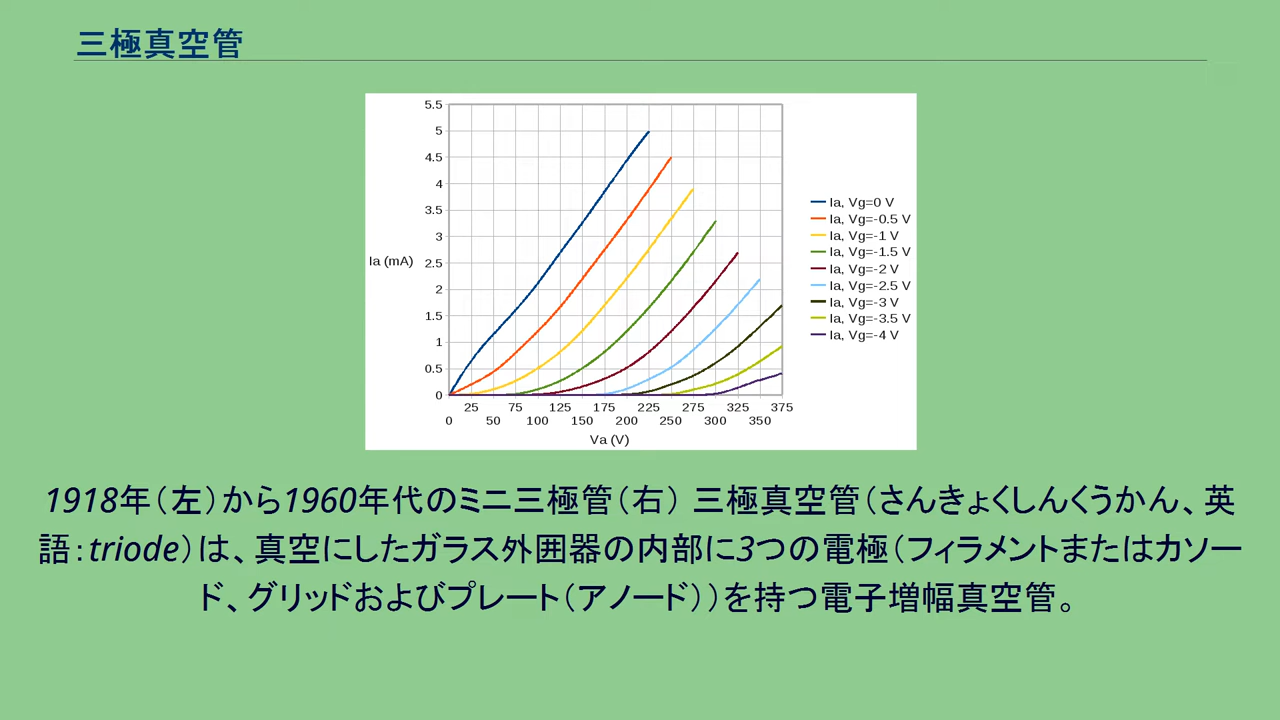 三極真空管
5.5
5
4.5
4
3.5
3
2.5
2
1.5
1
0.5
0
Ia (mA)
25 75 125 175 225 275 325 375
0 50 100 150 200 250 300 350
Va (V)
Ia, Vg=0 V
Ia, Vg=-0.5 V
Ia, Vg=-1 V
Ia, Vg=-1.5 V
Ia, Vg=-2 V
Ia, Vg=-2.5 V
Ia, Vg=-3 V
Ia, Vg=-3.5 V
Ia, Vg=-4 V
1918年（左）から1960年代のミニ三極管（右） 三極真空管（さんきょくしんくうかん、英
語：triode）は、真空にしたガラス外囲器の内部に3つの電極（フィラメントまたはカソー
ド、グリッドおよびプレート（アノード））を持つ電子増幅真空管。